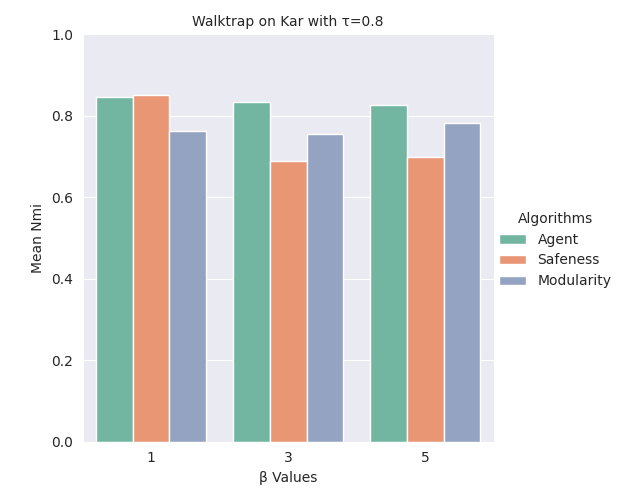 Walktrap on Kar with τ=0.8
1.0
0.8
0.6
0.4
0.2
0.0
Mean Nmi
1
3
5
β Values
Algorithms
Agent
Safeness
Modularity